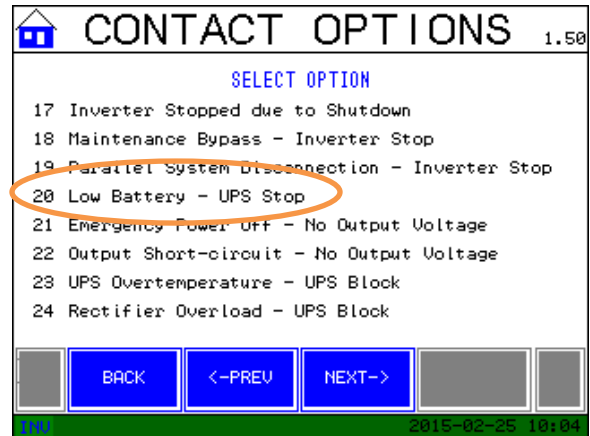 CONTACT OPTIONS 1.50
SELECT OPTION
17 Inverter Stopped due to Shutdown
18 Maintenance Bypass - Inverter Stop
19 Parallel System Disconnection - Inverter Stop
20 Low Battery - UPS Stop
21 Emergency Power Off - No Output Voltage
22 Output Short-circuit - No Output Voltage
23 UPS Overtemperature - UPS Block
24 Rectifier Overload - UPS Block
BACK <-PREV NEXT->
INV 2015-02-25 10:04